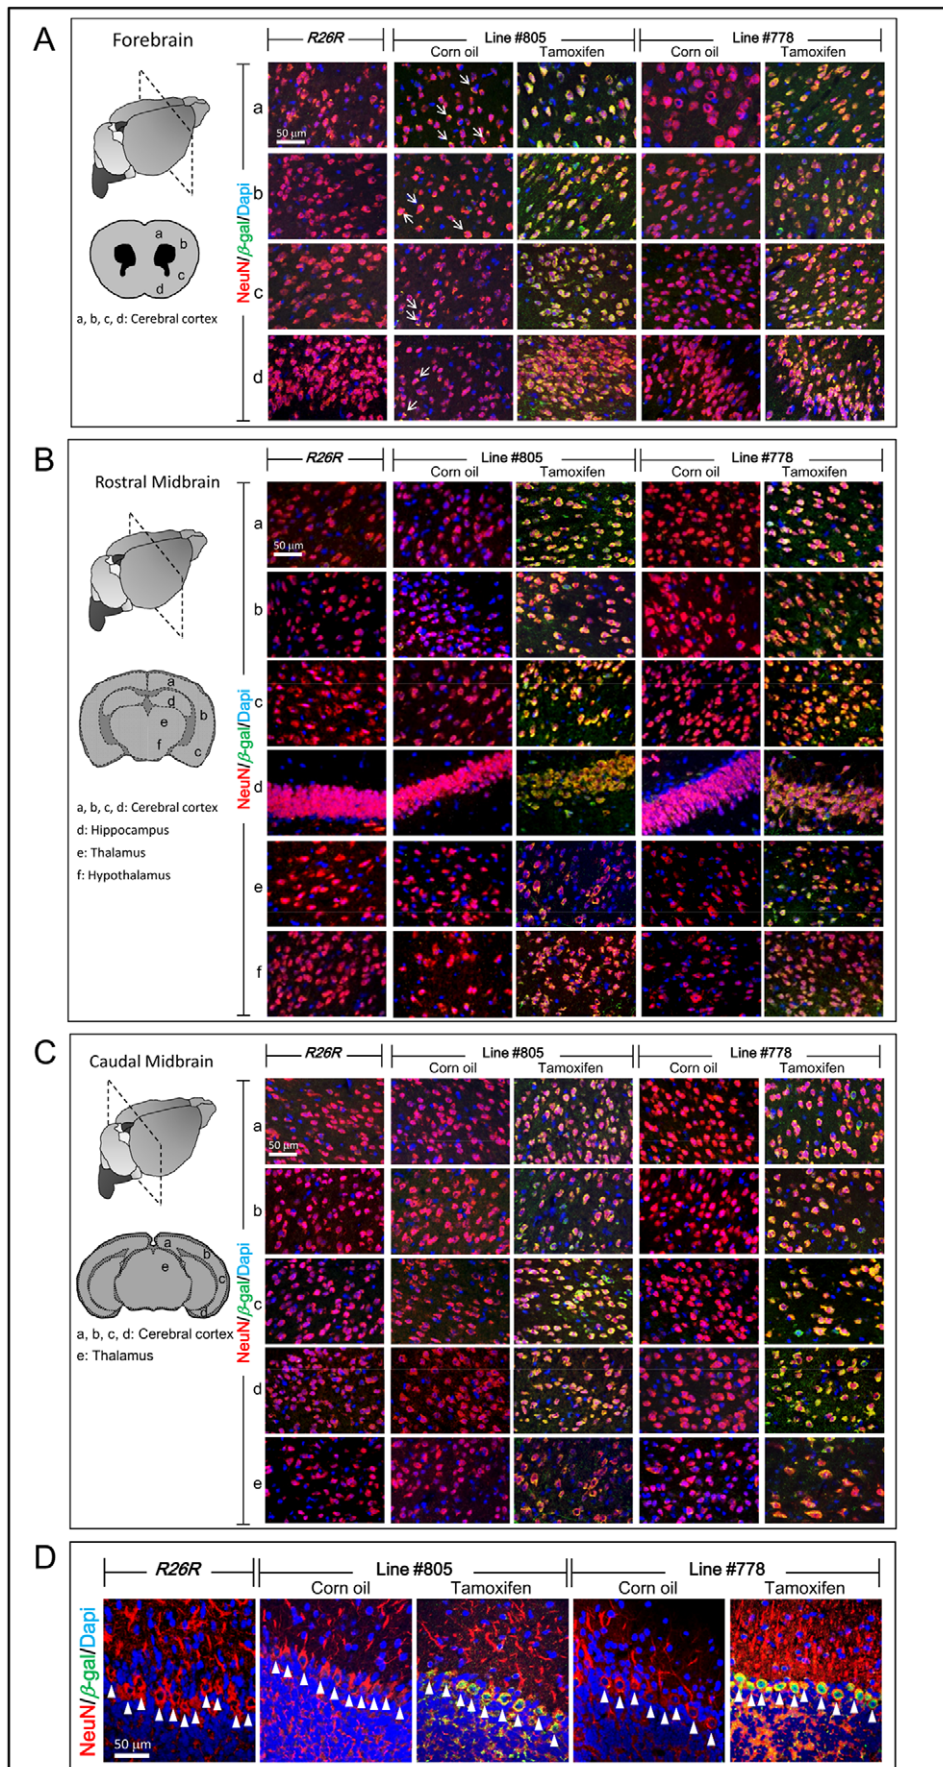 A
Forebrain
R26R
Line #805
Line #778
Corn oil
Tamoxifen
Corn oil
Tamoxifen
NeuN/β-gal/Dapi
a
50 μm
b
c
d
a
b
c
d
a, b, c, d: Cerebral cortex
B
Rostral Midbrain
R26R
Line #805
Line #778
Corn oil
Tamoxifen
Corn oil
Tamoxifen
NeuN/β-gal/Dapi
a
50 μm
b
c
d
e
f
a
d
b
e
f
c
a, b, c, d: Cerebral cortex
d: Hippocampus
e: Thalamus
f: Hypothalamus
C
Caudal Midbrain
R26R
Line #805
Line #778
Corn oil
Tamoxifen
Corn oil
Tamoxifen
NeuN/β-gal/Dapi
a
50 μm
b
c
d
e
a
b
e
c
d
a, b, c, d: Cerebral cortex
e: Thalamus
D
R26R
Line #805
Line #778
Corn oil
Tamoxifen
Corn oil
Tamoxifen
NeuN/β-gal/Dapi
50 μm